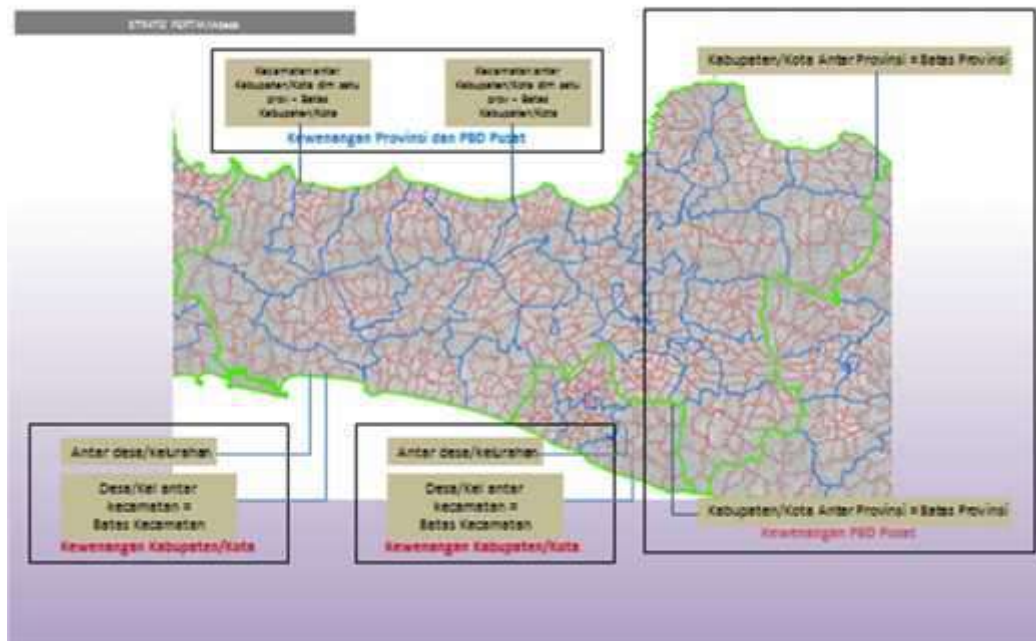 Kecamatan antar
Kabupaten/Kota dlm satu
prov = Batas
Kabupaten/Kota
Kecamatan antar
Kabupaten/Kota dlm satu
prov = Batas
Kabupaten/Kota
Kewenangan Provinsi dan PBD Pusat
Kabupaten/Kota Antar Provinsi = Batas Provinsi
Antar desa/kelurahan
Desa/Kel antar
kecamatan =
Batas Kecamatan
Kewenangan Kabupaten/Kota
Antar desa/kelurahan
Desa/Kel antar
kecamatan =
Batas Kecamatan
Kewenangan Kabupaten/Kota
Kabupaten/Kota Antar Provinsi = Batas Provinsi
Kewenangan PBD Pusat